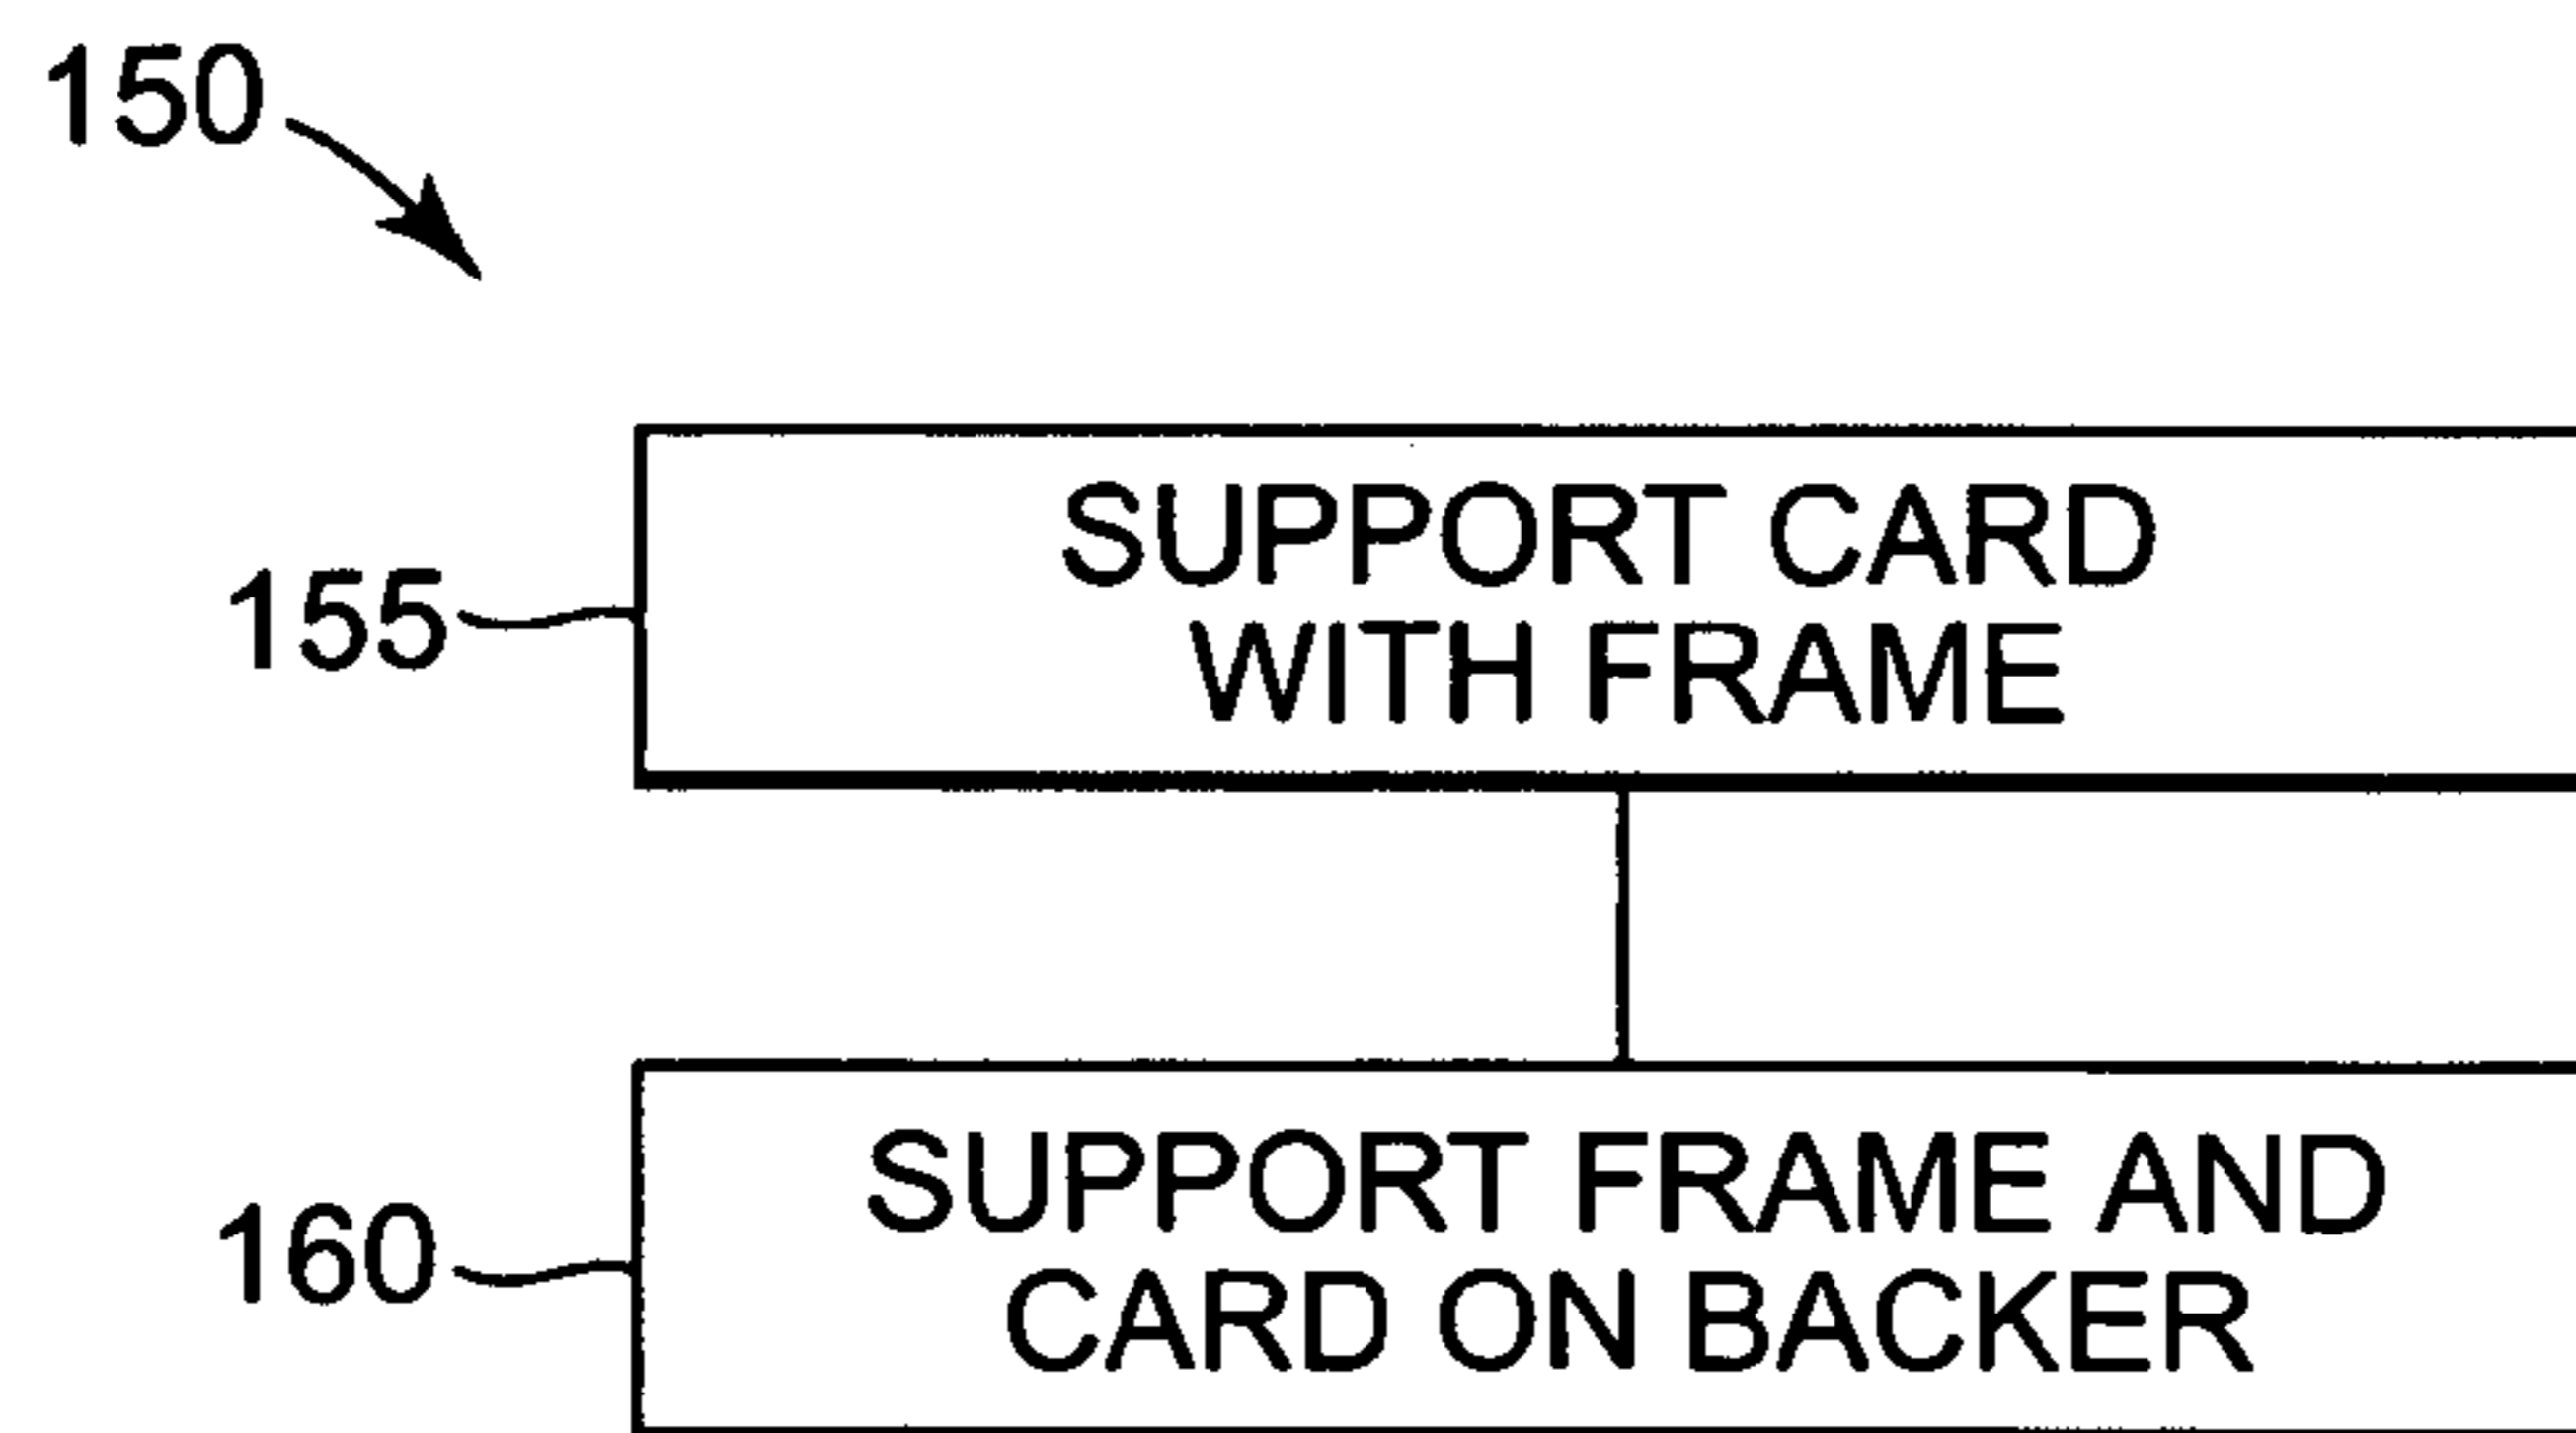 150
155
SUPPORT CARD
WITH FRAME
160
SUPPORT FRAME AND
CARD ON BACKER